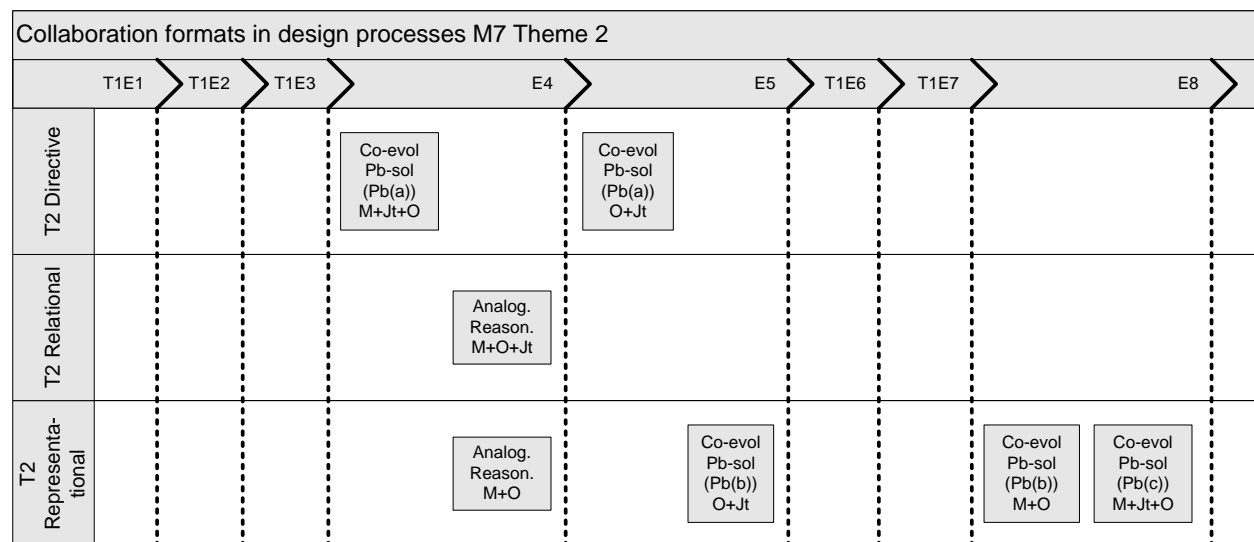 Collaboration formats in design processes M7 Theme 2
T1E1
T1E2
T1E3
E4
E5
T1E6
T1E7
E8
T2 Directive
Co-evol
Pb-sol
(Pb(a))
M+Jt+O
Co-evol
Pb-sol
(Pb(a))
O+Jt
T2 Relational
Analog.
Reason.
M+O+Jt
T2
Representa-
tional
Analog.
Reason.
M+O
Co-evol
Pb-sol
(Pb(b))
O+Jt
Co-evol
Pb-sol
(Pb(b))
M+O
Co-evol
Pb-sol
(Pb(c))
M+Jt+O